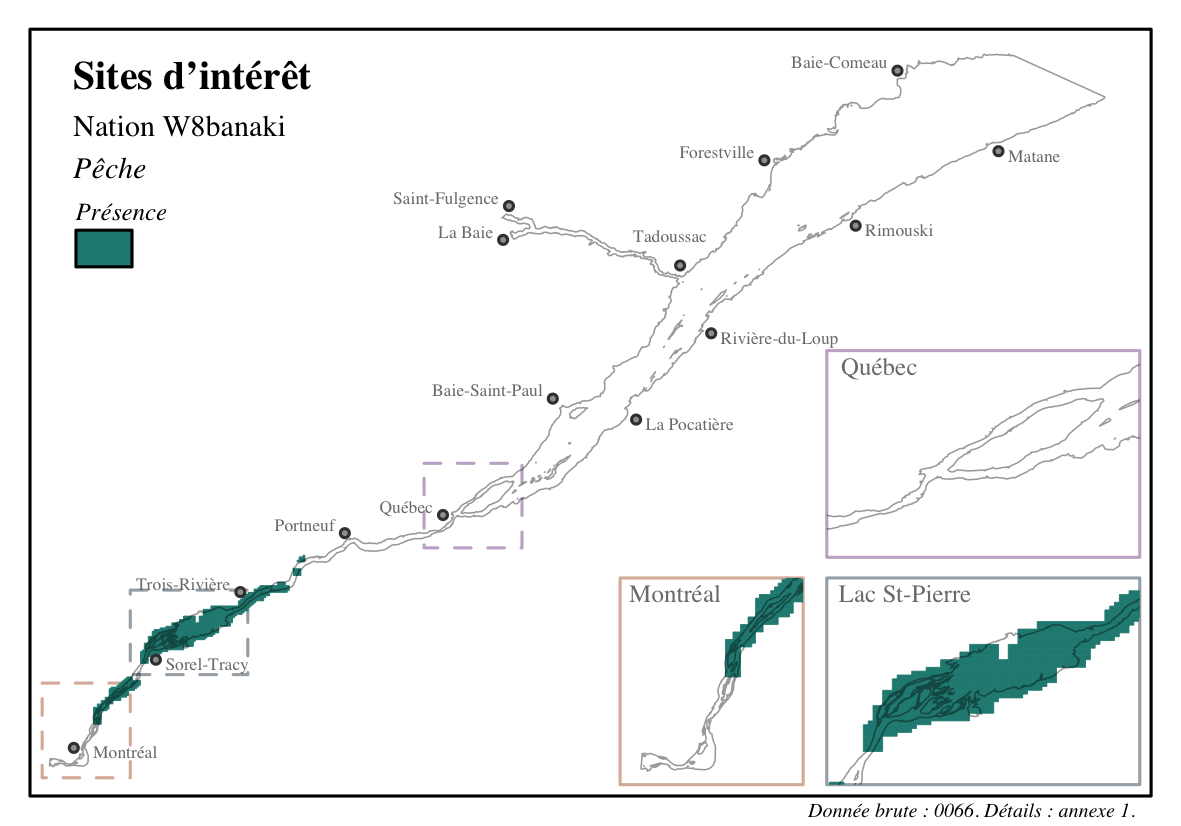 Sites d’intérêt
Nation W8banaki
Pêche
Présence
Baie-Comeau
Forestville
Matane
Saint-Fulgence
La Baie
Tadoussac
Rimouski
Rivière-du-Loup
Québec
Baie-Saint-Paul
La Pocatière
Québec
Portneuf
Trois-Rivière
Montréal
Lac St-Pierre
Sorel-Tracy
Montréal
Donnée brute : 0066. Détails : annexe 1.